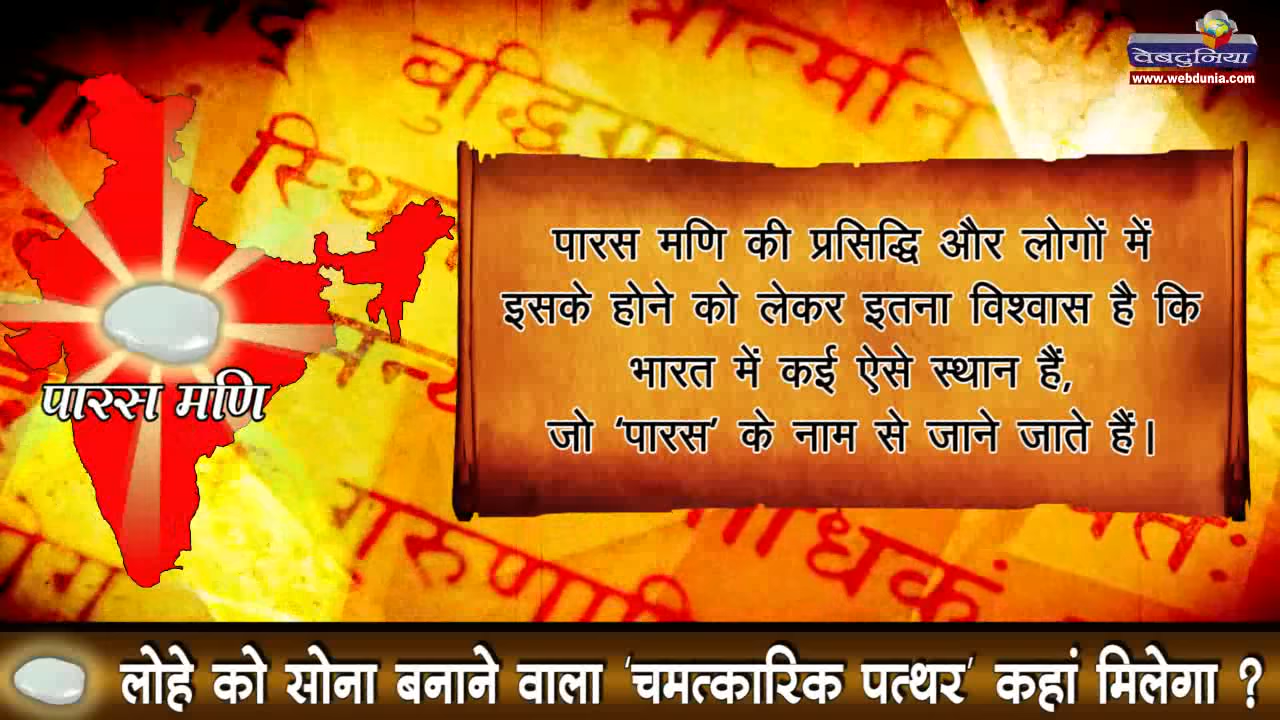 वेबदुनिया
www.webdunia.com
पारस मणि की प्रसिद्धि और लोगों में
इसके होने को लेकर इतना विश्वास है कि
भारत में कई ऐसे स्थान हैं,
जो ‘पारस’ के नाम से जाने जाते हैं।
पारस मणि
लोहे को सोना बनाने वाला ‘चमत्कारिक पत्थर’ कहां मिलेगा ?